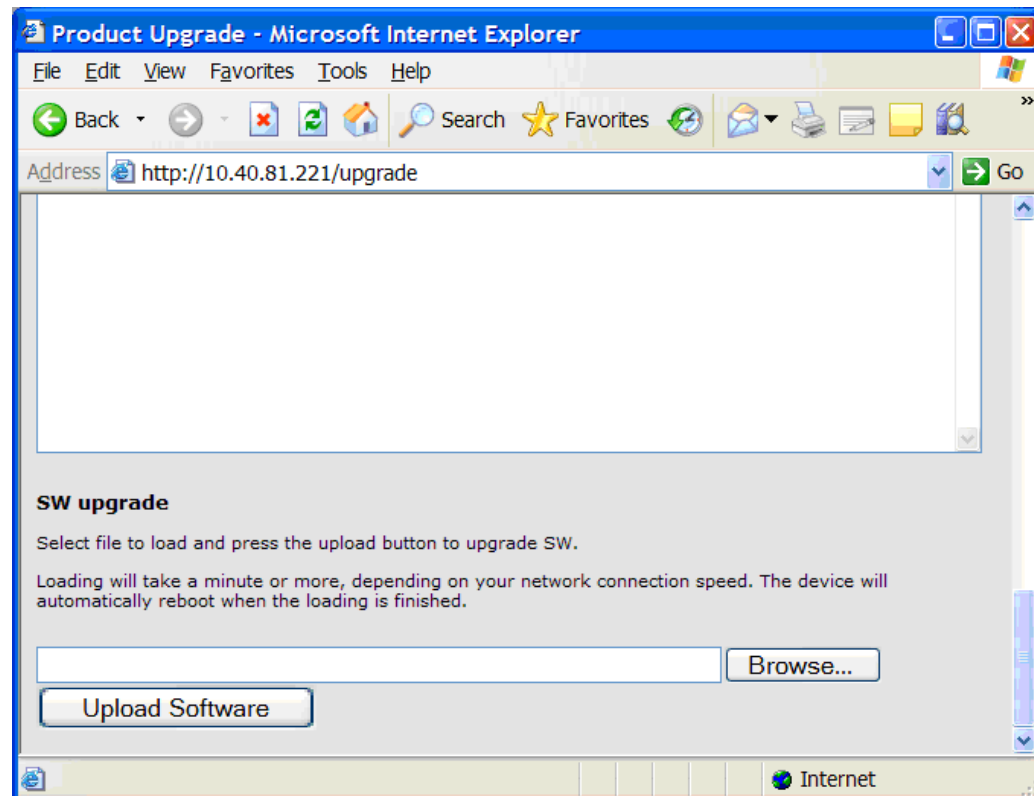 Product Upgrade - Microsoft Internet Explorer
File Edit View Favorites Tools Help
Back Search Favorites »
Address http://10.40.81.221/upgrade Go
SW upgrade
Select file to load and press the upload button to upgrade SW.
Loading will take a minute or more, depending on your network connection speed. The device will
automatically reboot when the loading is finished.
Browse...
Upload Software
Internet